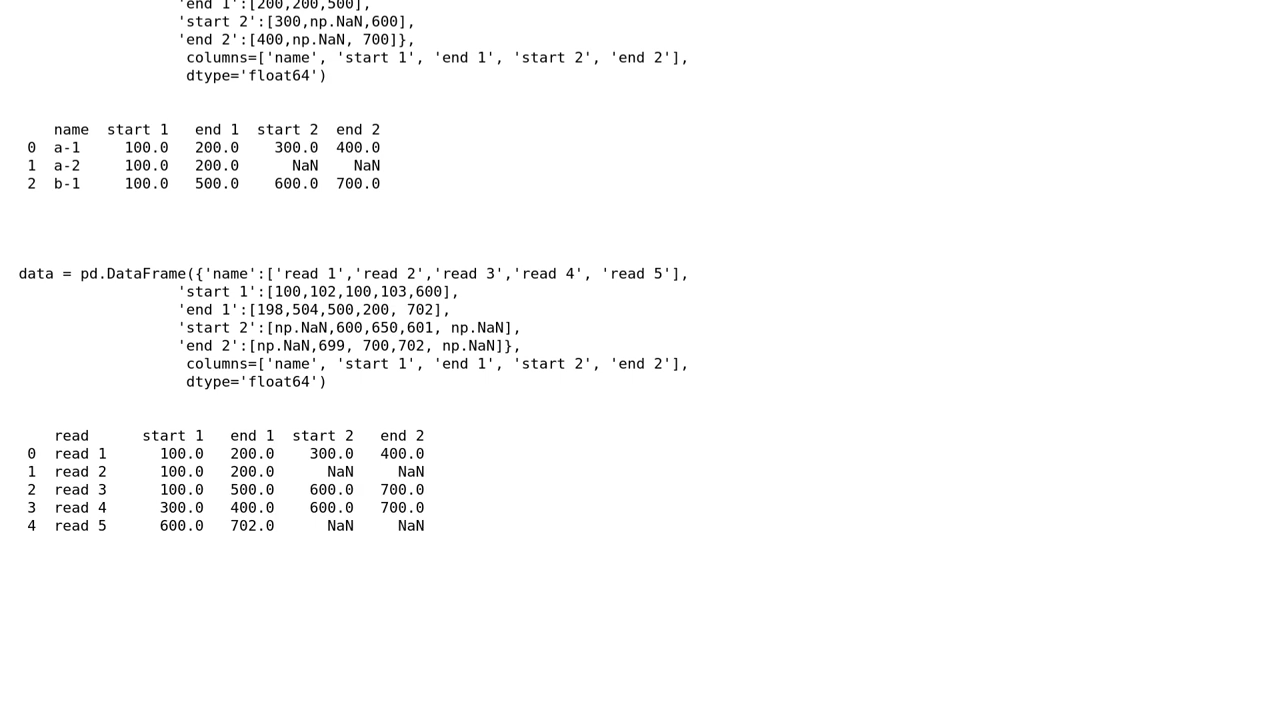 'end 1':[200,200,500],
'start 2':[300,np.NaN,600],
'end 2':[400,np.NaN, 700]},
columns=['name', 'start 1', 'end 1', 'start 2', 'end 2'],
dtype='float64')
name  start 1   end 1  start 2  end 2
0  a-1     100.0   200.0    300.0  400.0
1  a-2     100.0   200.0      NaN    NaN
2  b-1     100.0   500.0    600.0  700.0
data = pd.DataFrame({'name':['read 1','read 2','read 3','read 4', 'read 5'],
'start 1':[100,102,100,103,600],
'end 1':[198,504,500,200, 702],
'start 2':[np.NaN,600,650,601, np.NaN],
'end 2':[np.NaN,699, 700,702, np.NaN]},
columns=['name', 'start 1', 'end 1', 'start 2', 'end 2'],
dtype='float64')
read      start 1   end 1  start 2   end 2
0  read 1      100.0   200.0    300.0   400.0
1  read 2      100.0   200.0      NaN     NaN
2  read 3      100.0   500.0    600.0   700.0
3  read 4      300.0   400.0    600.0   700.0
4  read 5      600.0   702.0      NaN     NaN